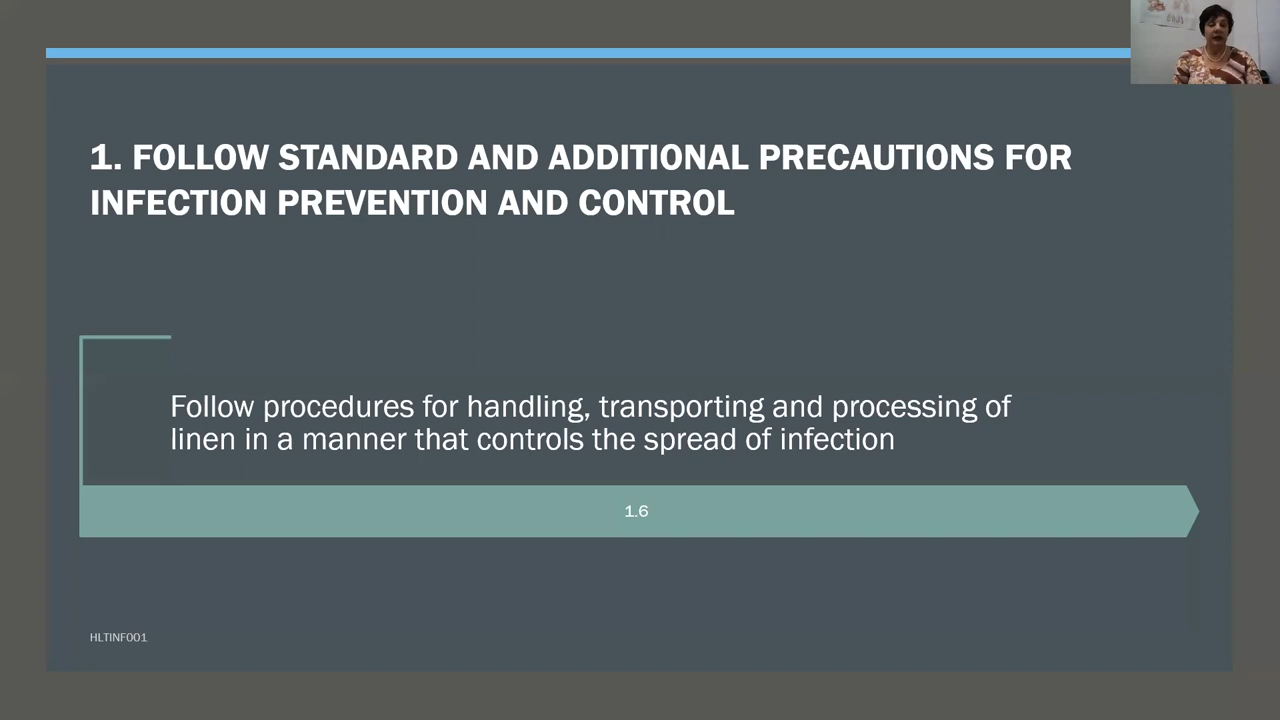 1. FOLLOW STANDARD AND ADDITIONAL PRECAUTIONS FOR
INFECTION PREVENTION AND CONTROL
Follow procedures for handling, transporting and processing of
linen in a manner that controls the spread of infection
1.6
HLTINF001